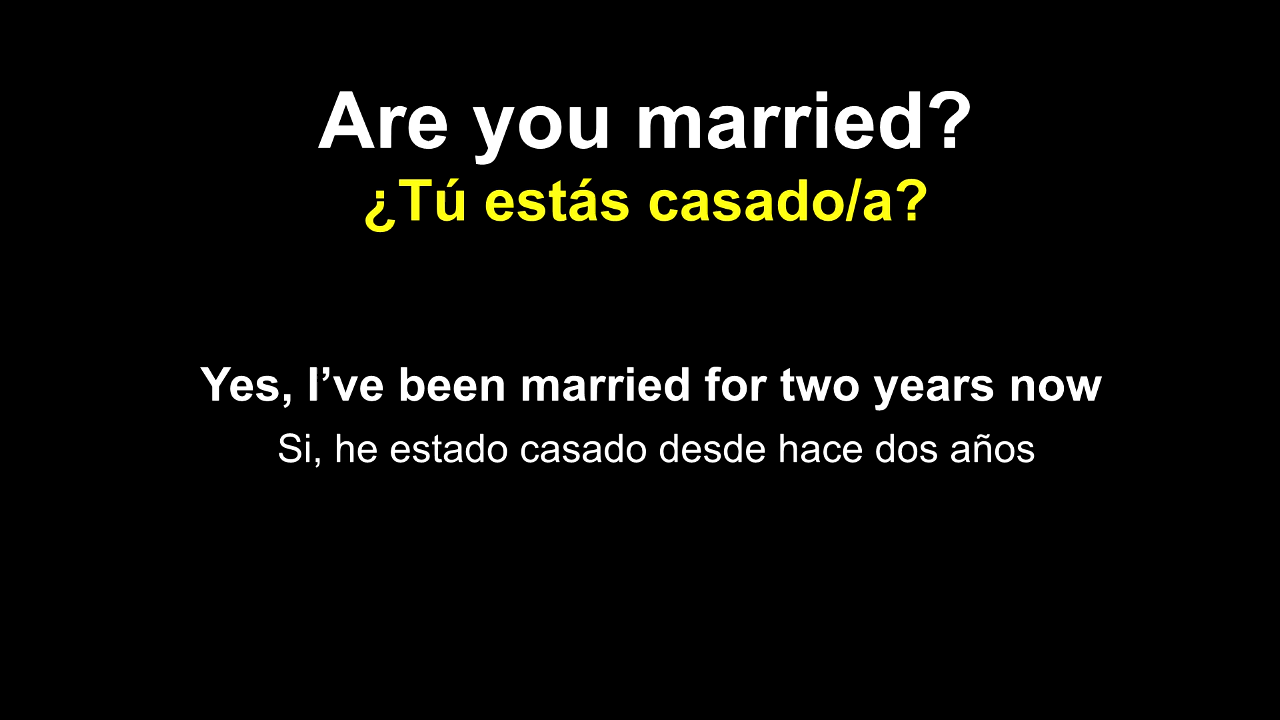 Are you married?
¿Tú estás casado/a?
Yes, I’ve been married for two years now
Si, he estado casado desde hace dos años